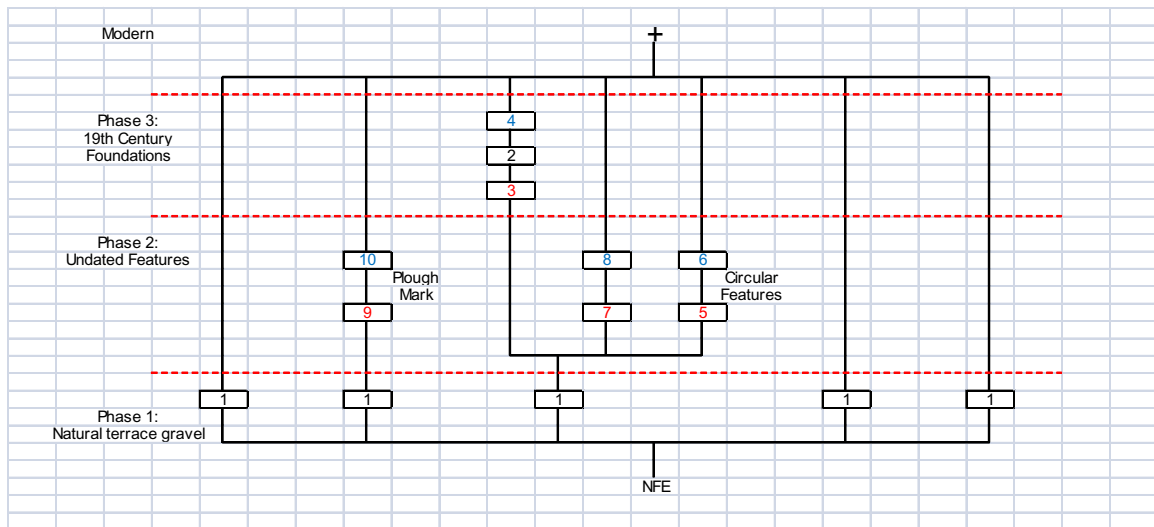 Modern
+
Phase 3:
19th Century
Foundations
4
2
3
Phase 2:
Undated Features
10
8
6
Plough
Mark
Circular
Features
9
7
5
1
1
1
1
1
Phase 1:
Natural terrace gravel
NFE